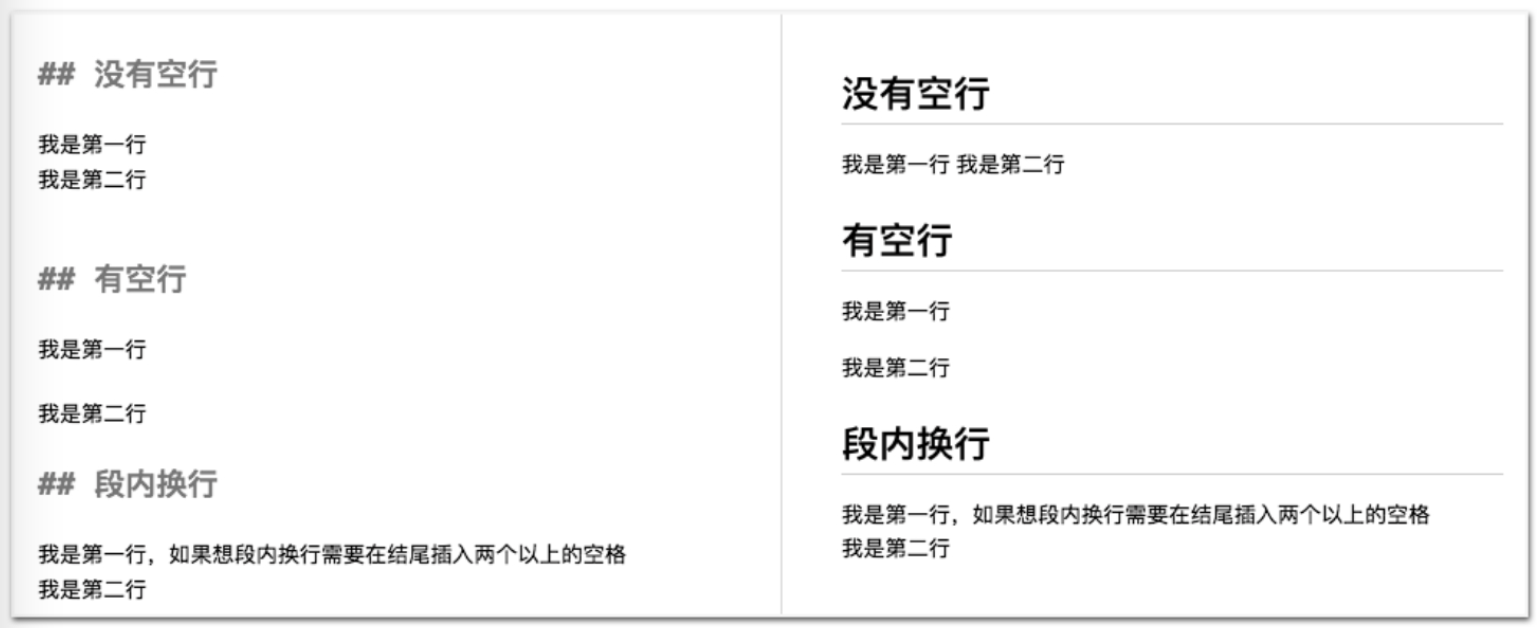 ## 没有空行
我是第一行
我是第二行
## 有空行
我是第一行
我是第二行
## 段内换行
我是第一行，如果想段内换行需要在结尾插入两个以上的空格
我是第二行
没有空行
我是第一行 我是第二行
有空行
我是第一行
我是第二行
段内换行
我是第一行，如果想段内换行需要在结尾插入两个以上的空格
我是第二行